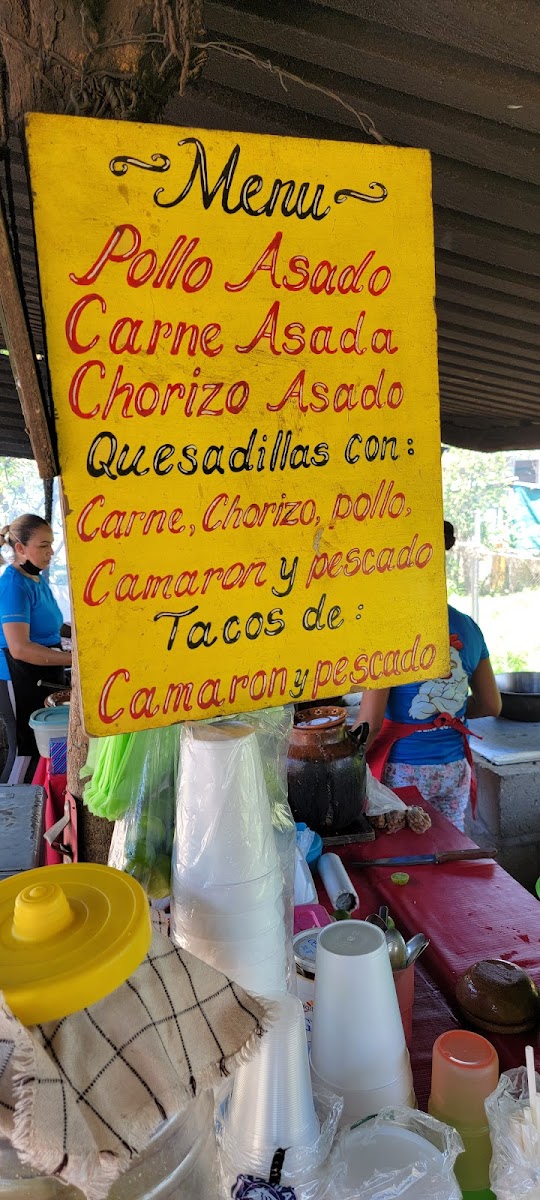 Menu
Pollo Asado
Carne Asada
Chorizo Asado
Quesadillas con:
Carne, Chorizo, pollo,
Camaron y pescado
Tacos de:
Camaron y pescado